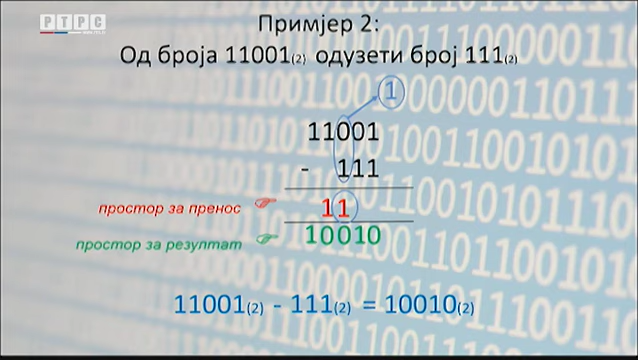 РТРС
Примјер 2:
Од броја 11001(2) одузети број 111(2)
1
11001
- 111
простор за пренос 11
простор за резултат 10010
11001(2) - 111(2) = 10010(2)